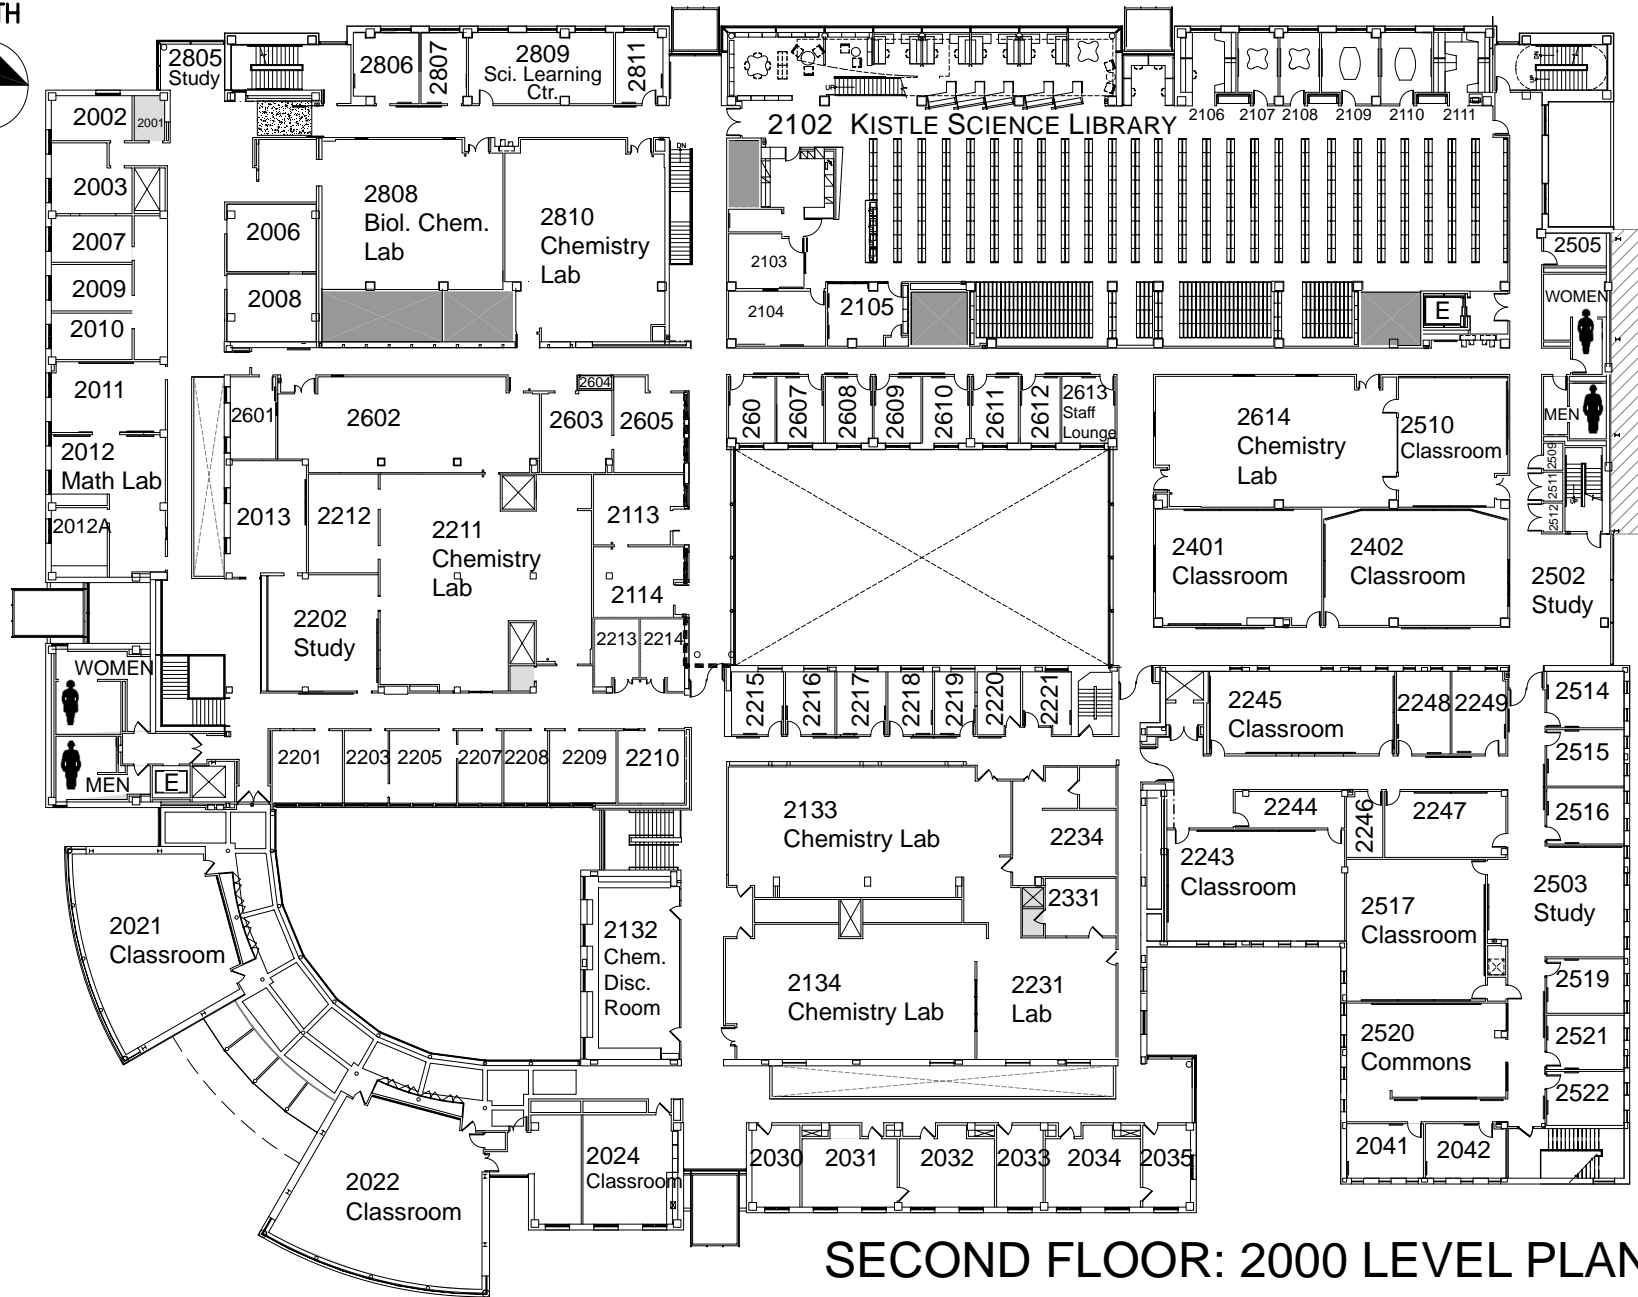 TH
2805
Study
2806
2807
2809
Sci. Learning
Ctr.
2811
2002
2001
2003
2007
2009
2010
2011
2012
Math Lab
2012A
2006
2008
2808
Biol. Chem.
Lab
2810
Chemistry
Lab
DN
UP
2102 KISTLE SCIENCE LIBRARY
2106
2107
2108
2109
2110
2111
2103
2104
2105
E
DN
UP
2505
WOMEN
MEN
2509
2511
2512
2601
2602
2604
2603
2605
260
2607
2608
2609
2610
2611
2612
2613
Staff
Lounge
2614
Chemistry
Lab
2510
Classroom
2013
2212
2211
Chemistry
Lab
2113
2114
2202
Study
2213
2214
2401
Classroom
2402
Classroom
2502
Study
WOMEN
MEN
E
2201
2203
2205
2207
2208
2209
2210
2215
2216
2217
2218
2219
2220
2221
2245
Classroom
2248
2249
2514
2515
2516
2244
2246
2247
2243
Classroom
2133
Chemistry Lab
2234
2331
2503
Study
2517
Classroom
2021
Classroom
2132
Chem.
Disc.
Room
2134
Chemistry Lab
2231
Lab
2519
2521
2522
2520
Commons
2041
2042
2022
Classroom
2024
Classroom
2030
2031
2032
2033
2034
2035
SECOND FLOOR: 2000 LEVEL PLAN